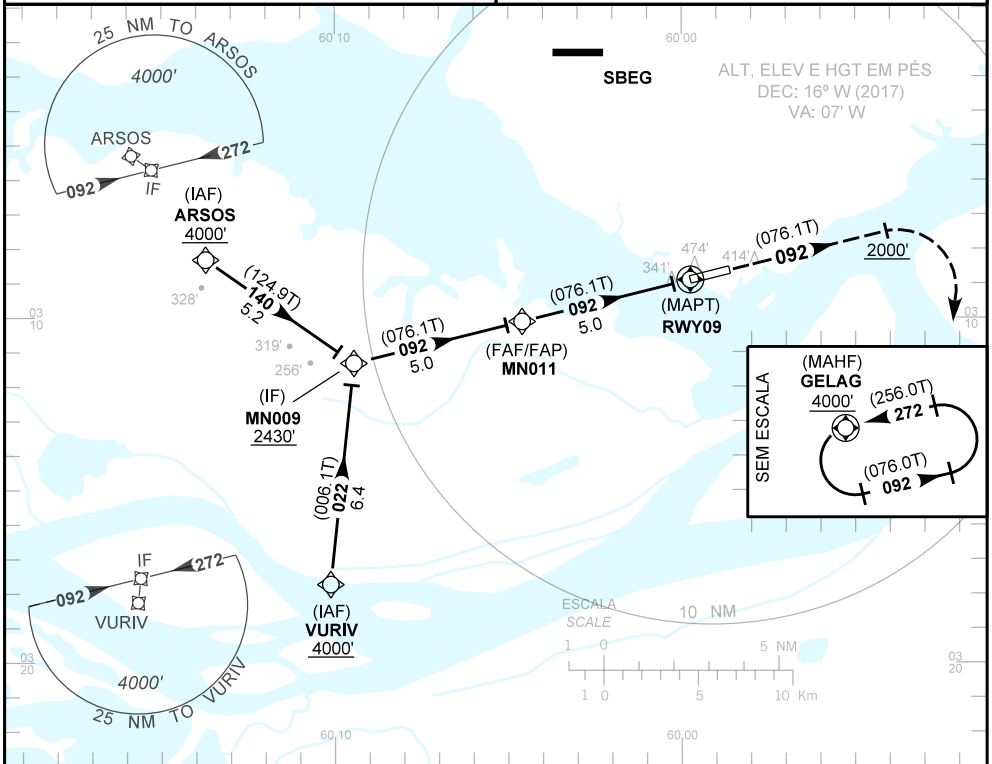 25 NM TO ARSOS
4000'
ARSOS
272
092
IF
60 10
60 00
SBEG
ALT, ELEV E HGT EM PÉS
DEC: 16º W (2017)
VA: 07' W
(IAF)
ARSOS
4000'
328'
(124.9T)
140
5.2
319'
256'
03
10
(IF)
MN009
2430'
(076.1T)
092
5.0
(FAF/FAP)
MN011
(076.1T)
092
5.0
341'
474'
414'
(MAPT)
RWY09
(076.1T)
092
2000'
03
10
SEM ESCALA
(MAHF)
GELAG
4000'
(256.0T)
272
(076.0T)
092
(006.1T)
022
6.4
(IAF)
VURIV
4000'
IF
272
092
VURIV
4000'
25 NM TO VURIV
03
20
ESCALA
SCALE
1 0 5 NM
1 0 5 10 Km
10 NM
03
20
60 10
60 00